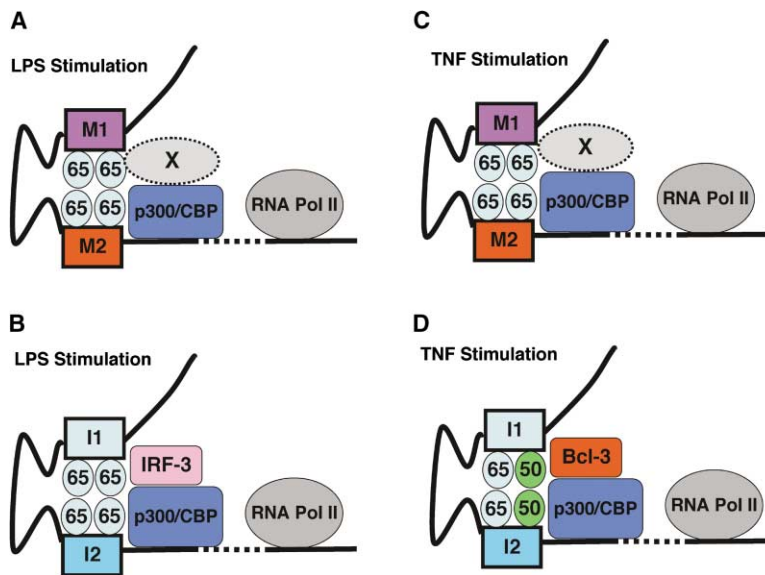 A
LPS Stimulation
M1
65 65
X
65 65
p300/CBP
RNA Pol II
M2
C
TNF Stimulation
M1
65 65
X
65 65
p300/CBP
RNA Pol II
M2
B
LPS Stimulation
I1
65 65
IRF-3
65 65
p300/CBP
RNA Pol II
I2
D
TNF Stimulation
I1
65 50
Bcl-3
65 50
p300/CBP
RNA Pol II
I2